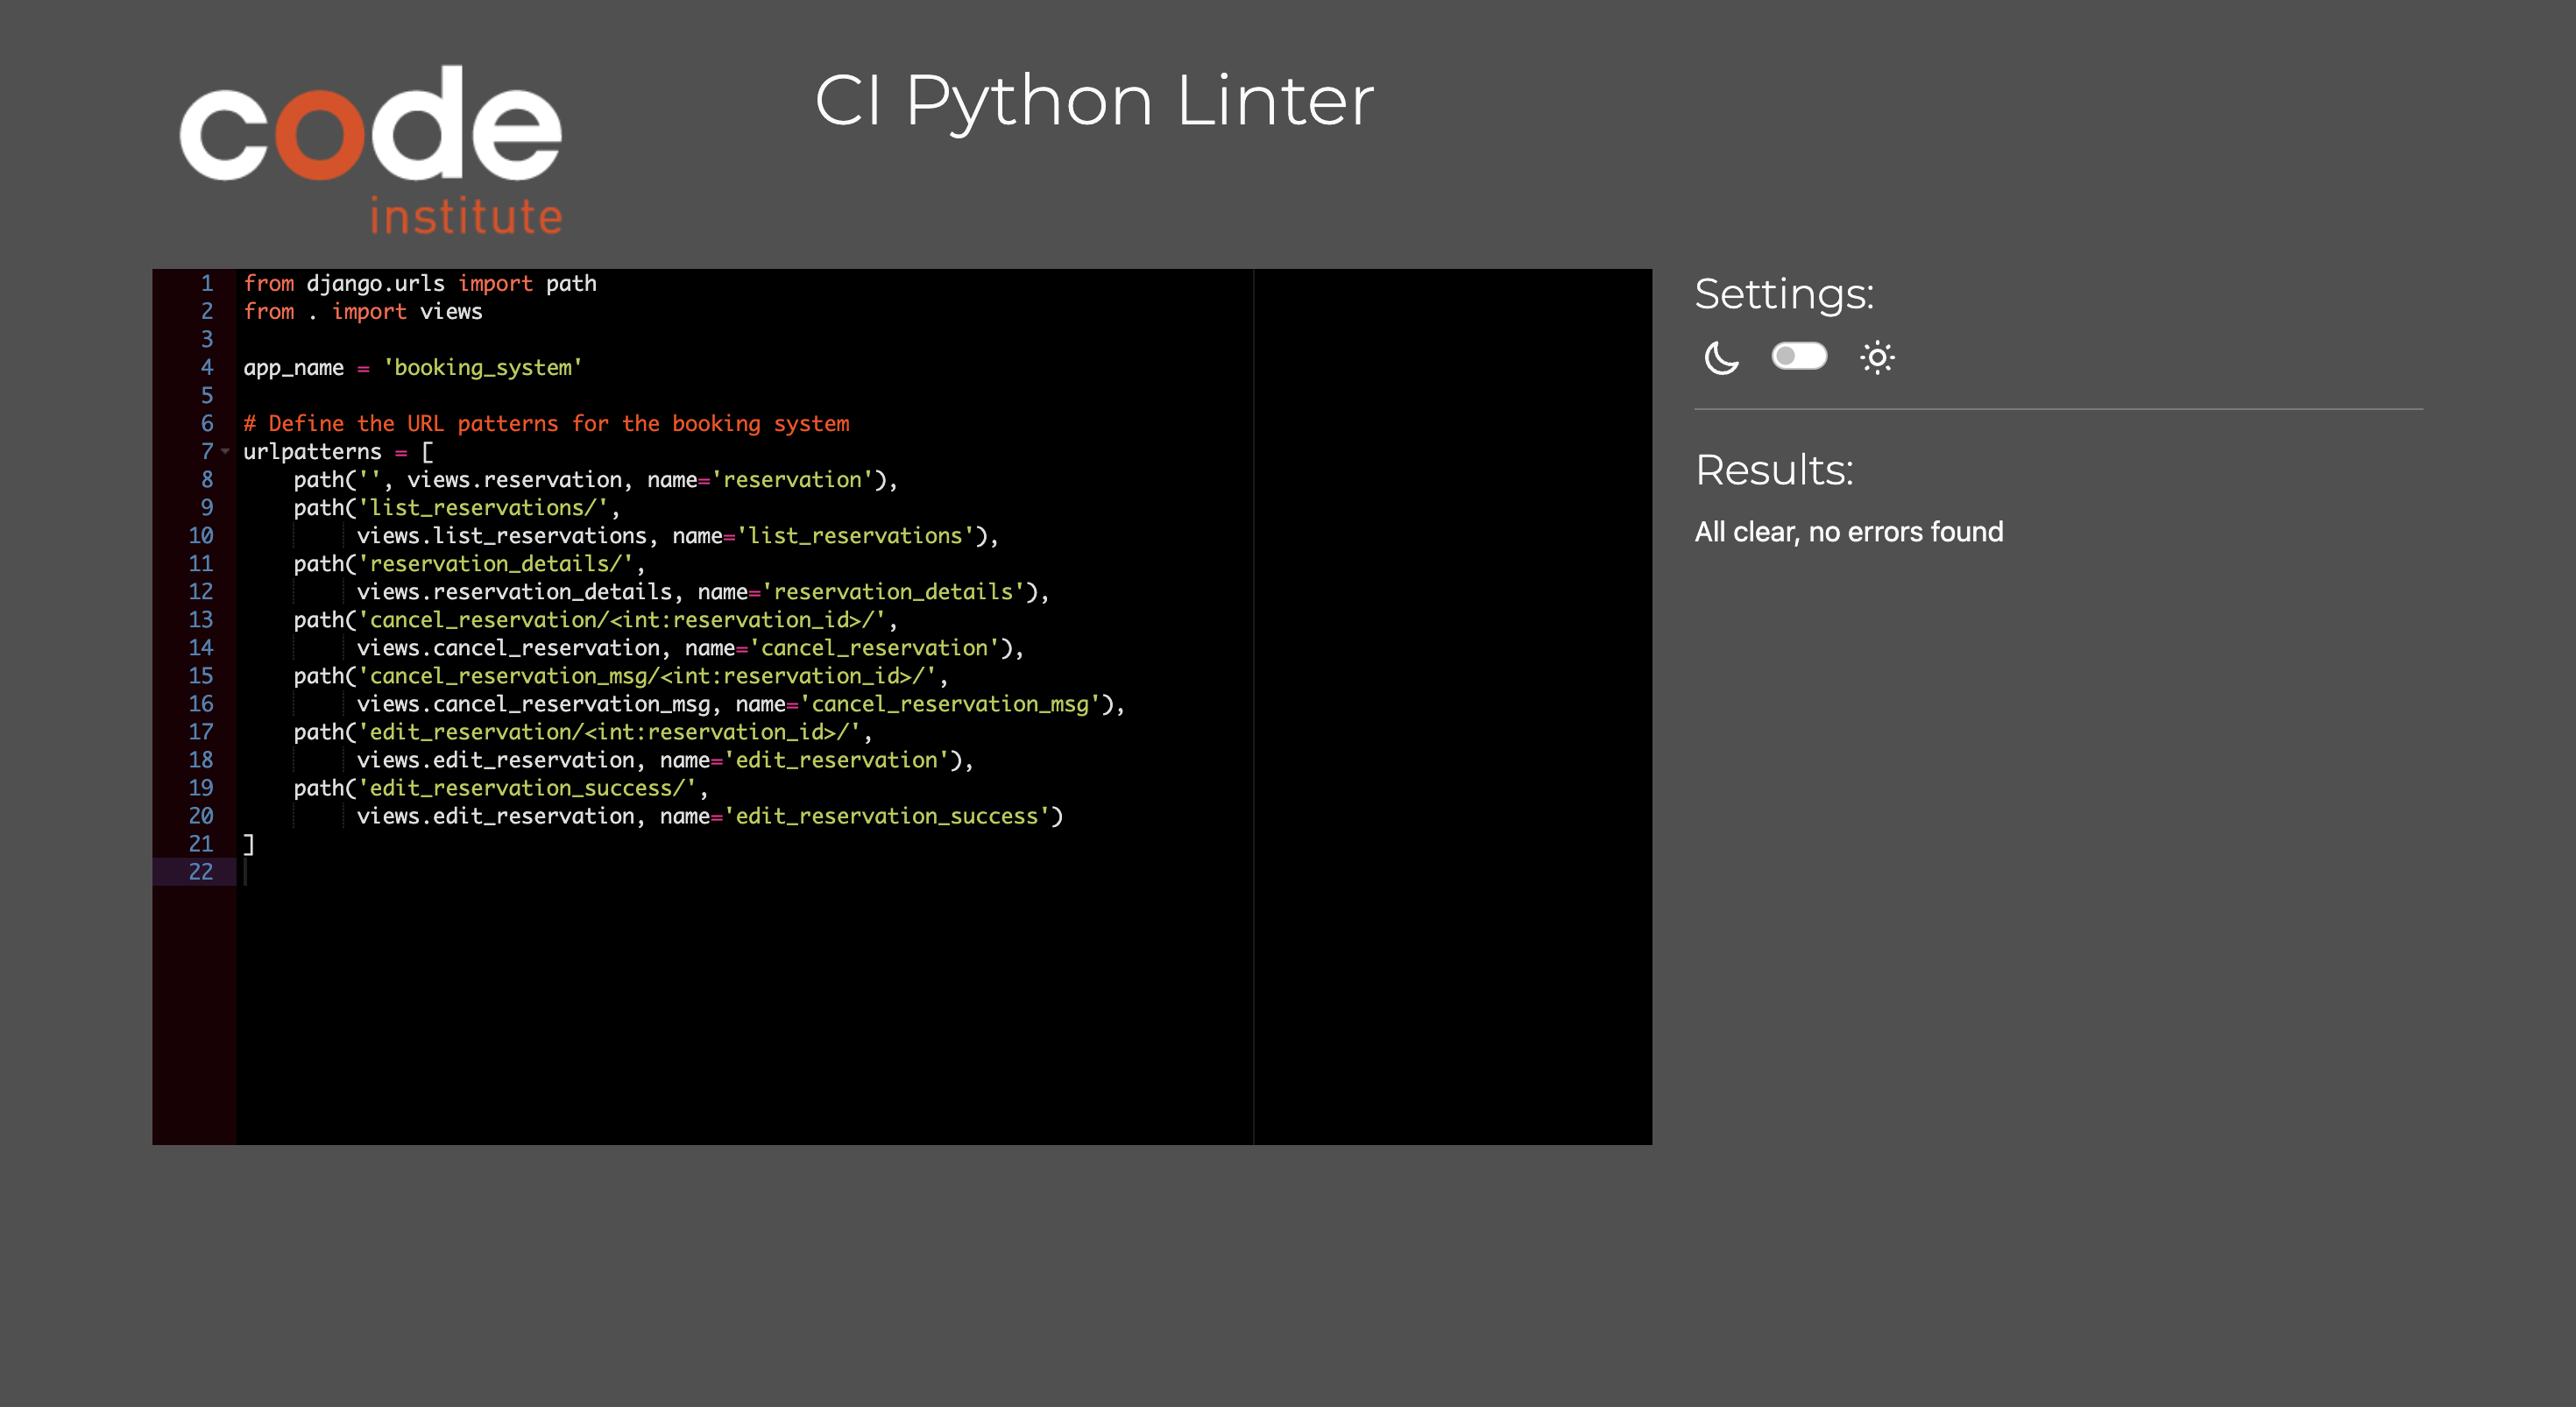 code
institute
CI Python Linter
1 from django.urls import path
2 from . import views
3
4 app_name = 'booking_system'
5
6 # Define the URL patterns for the booking system
7 urlpatterns = [
8     path('', views.reservation, name='reservation'),
9     path('list_reservations/',
10          views.list_reservations, name='list_reservations'),
11     path('reservation_details/',
12          views.reservation_details, name='reservation_details'),
13     path('cancel_reservation/<int:reservation_id>/',
14          views.cancel_reservation, name='cancel_reservation'),
15     path('cancel_reservation_msg/<int:reservation_id>/',
16          views.cancel_reservation_msg, name='cancel_reservation_msg'),
17     path('edit_reservation/<int:reservation_id>/',
18          views.edit_reservation, name='edit_reservation'),
19     path('edit_reservation_success/',
20          views.edit_reservation, name='edit_reservation_success')
21 ]
22
Settings:
Results:
All clear, no errors found